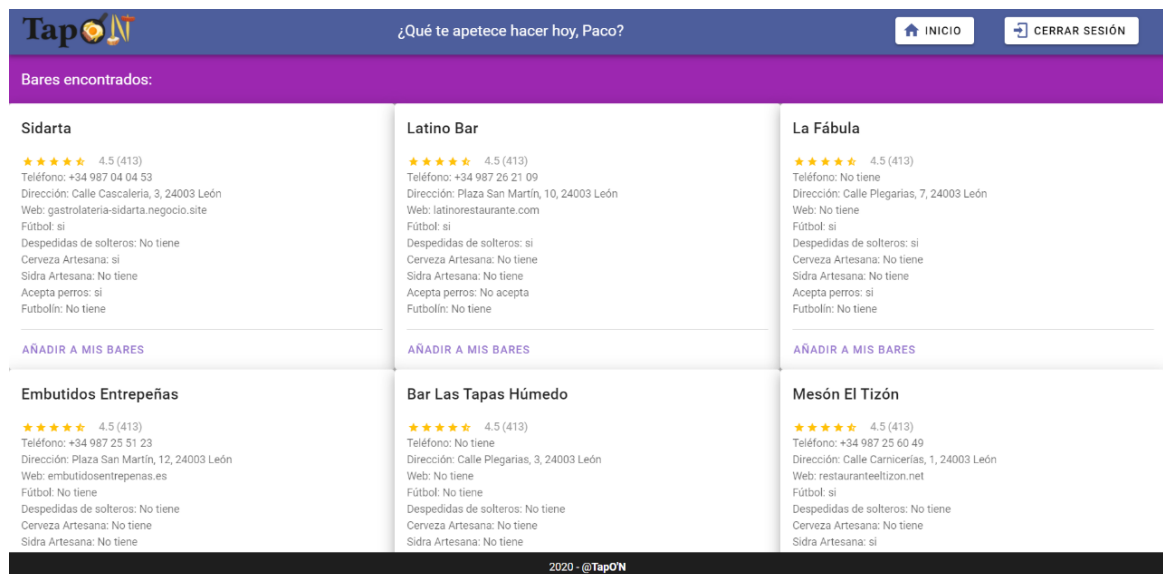 TapO'N
¿Qué te apetece hacer hoy, Paco?
INICIO
CERRAR SESIÓN
Bares encontrados:
Sidarta
4.5 (413)
Teléfono: +34 987 04 04 53
Dirección: Calle Cascaleria, 3, 24003 León
Web: gastrolateria-sidarta.negocio.site
Fútbol: si
Despedidas de solteros: No tiene
Cerveza Artesana: si
Sidra Artesana: No tiene
Acepta perros: si
Futbolín: No tiene
AÑADIR A MIS BARES
Latino Bar
4.5 (413)
Teléfono: +34 987 26 21 09
Dirección: Plaza San Martín, 10, 24003 León
Web: latinorestaurante.com
Fútbol: si
Despedidas de solteros: si
Cerveza Artesana: No tiene
Sidra Artesana: No tiene
Acepta perros: No acepta
Futbolín: No tiene
AÑADIR A MIS BARES
La Fábula
4.5 (413)
Teléfono: No tiene
Dirección: Calle Plegarias, 7, 24003 León
Web: No tiene
Fútbol: si
Despedidas de solteros: si
Cerveza Artesana: No tiene
Sidra Artesana: No tiene
Acepta perros: si
Futbolín: No tiene
AÑADIR A MIS BARES
Embutidos Entrepeñas
4.5 (413)
Teléfono: +34 987 25 51 23
Dirección: Plaza San Martín, 12, 24003 León
Web: embutidosentrepenas.es
Fútbol: No tiene
Despedidas de solteros: No tiene
Cerveza Artesana: No tiene
Sidra Artesana: No tiene
Bar Las Tapas Húmedo
4.5 (413)
Teléfono: No tiene
Dirección: Calle Plegarias, 3, 24003 León
Web: No tiene
Fútbol: No tiene
Despedidas de solteros: No tiene
Cerveza Artesana: No tiene
Sidra Artesana: No tiene
Mesón El Tizón
4.5 (413)
Teléfono: +34 987 25 60 49
Dirección: Calle Carnicerías, 1, 24003 León
Web: restauranteeltizon.net
Fútbol: si
Despedidas de solteros: No tiene
Cerveza Artesana: No tiene
Sidra Artesana: si
2020 - @TapO'N